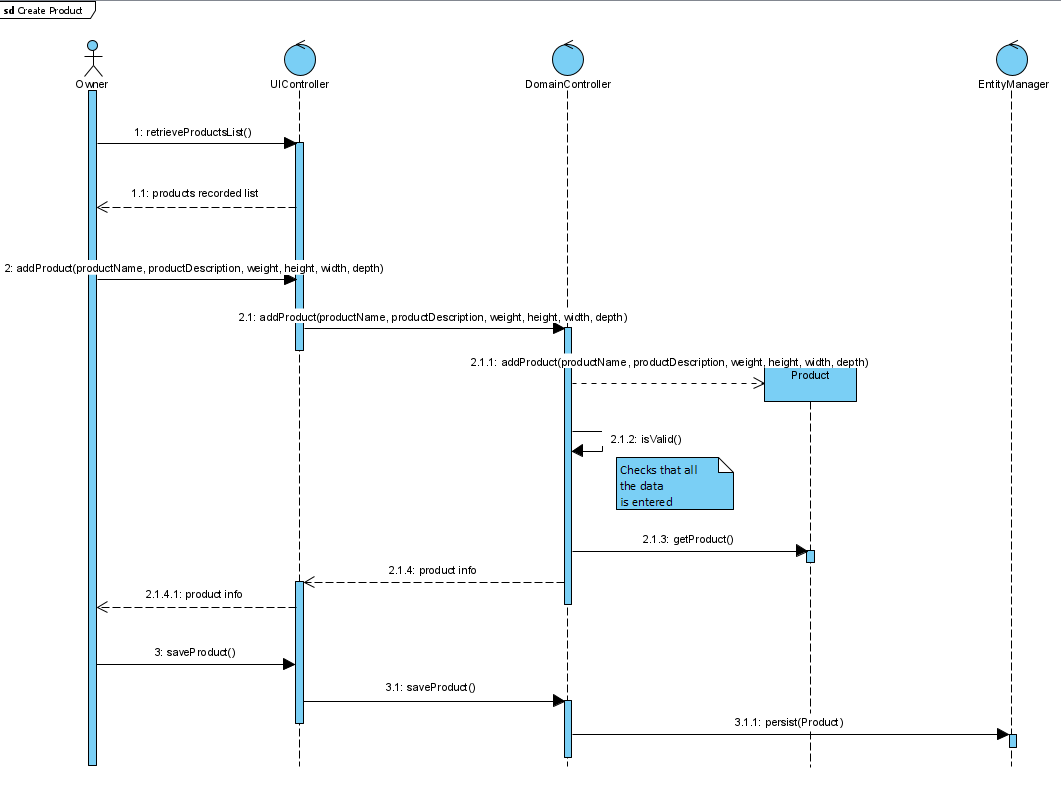 sd Create Product
Owner
UIController
DomainController
EntityManager
1: retrieveProductsList()
1.1: products recorded list
2: addProduct(productName, productDescription, weight, height, width, depth)
2.1: addProduct(productName, productDescription, weight, height, width, depth)
2.1.1: addProduct(productName, productDescription, weight, height, width, depth)
Product
2.1.2: isValid()
Checks that all
the data
is entered
2.1.3: getProduct()
2.1.4: product info
2.1.4.1: product info
3: saveProduct()
3.1: saveProduct()
3.1.1: persist(Product)